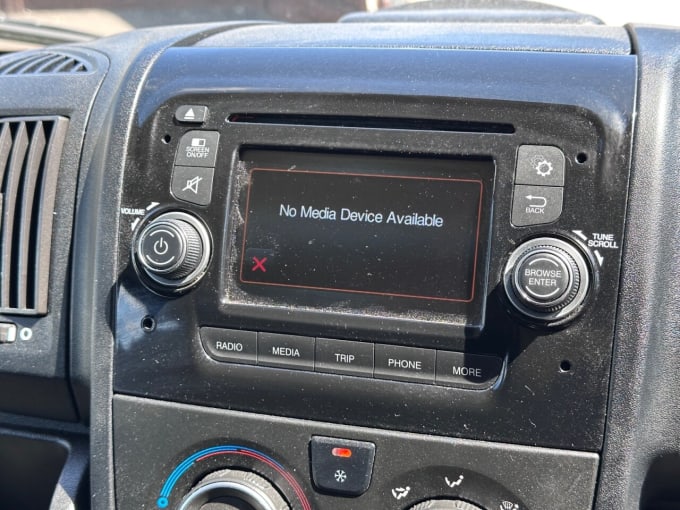 SCREEN
ON/OFF
VOLUME
No Media Device Available
BACK
TUNE
SCROLL
BROWSE
ENTER
RADIO
MEDIA
TRIP
PHONE
MORE